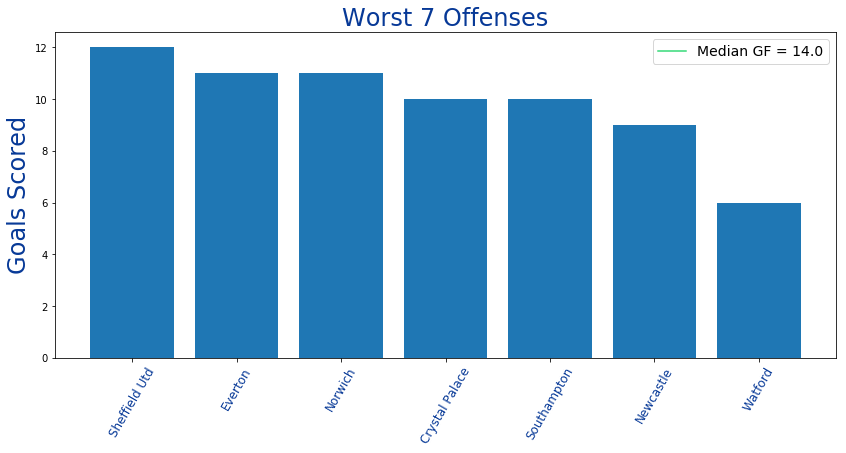 Worst 7 Offenses
Median GF = 14.0
Goals Scored
12
10
8
6
4
2
0
Sheffield Utd
Everton
Norwich
Crystal Palace
Southampton
Newcastle
Watford